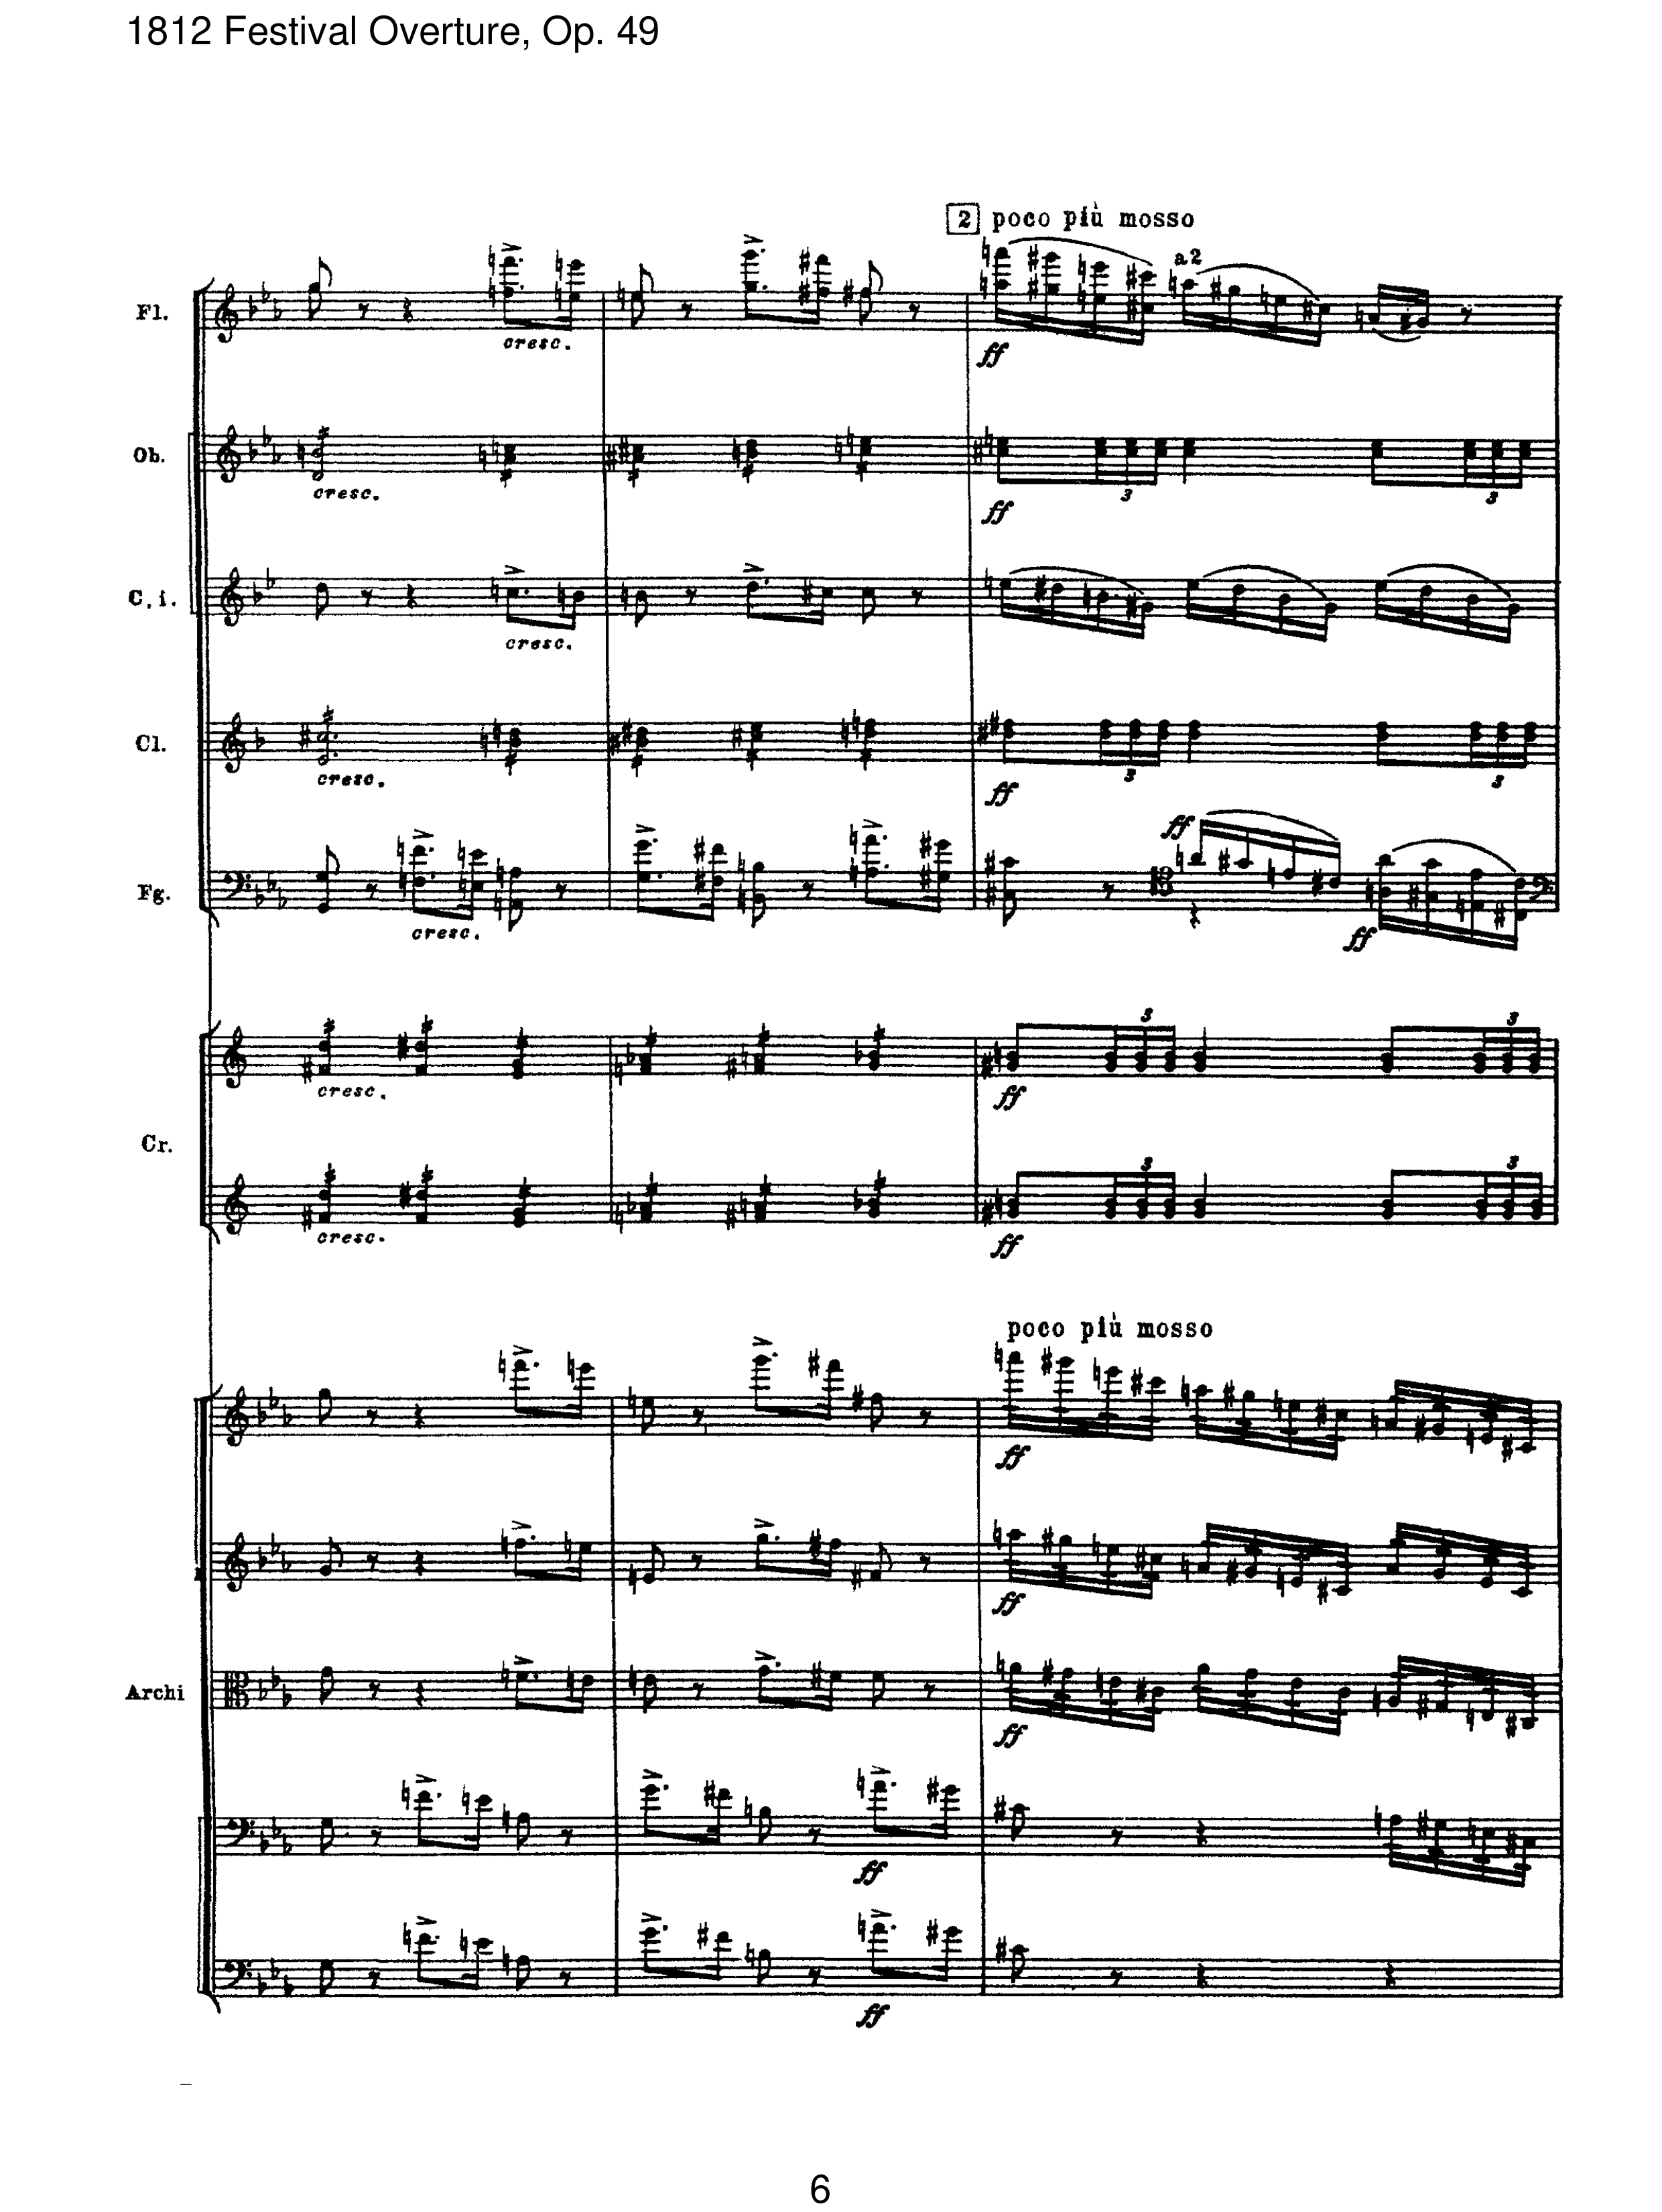 1812 Festival Overture, Op. 49
2 poco più mosso
a2
Fl.
cresc.
ff
Ob.
cresc.
3
3
ff
C. i.
cresc.
Cl.
cresc.
3
3
ff
ff
Fg.
cresc.
ff
3
3
cresc.
ff
Cr.
3
3
cresc.
ff
poco più mosso
ff
ff
Archi
ff
ff
ff
6